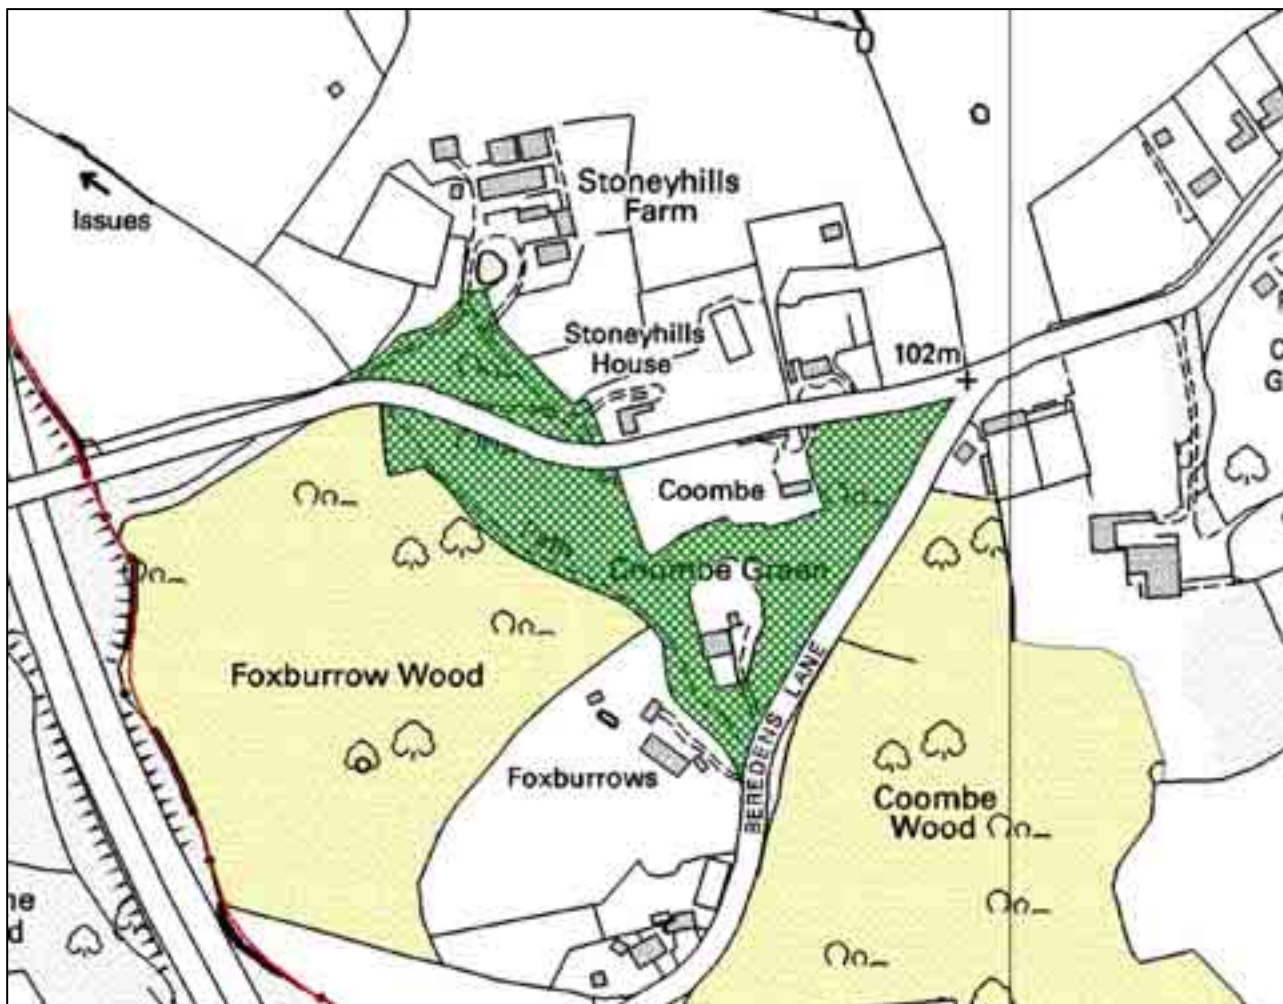 Issues
Stoneyhills
Farm
Stoneyhills
House
102m
Coombe
Coombe Green
Foxburrow Wood
BEREDENS LANE
Foxburrows
Coombe
Wood